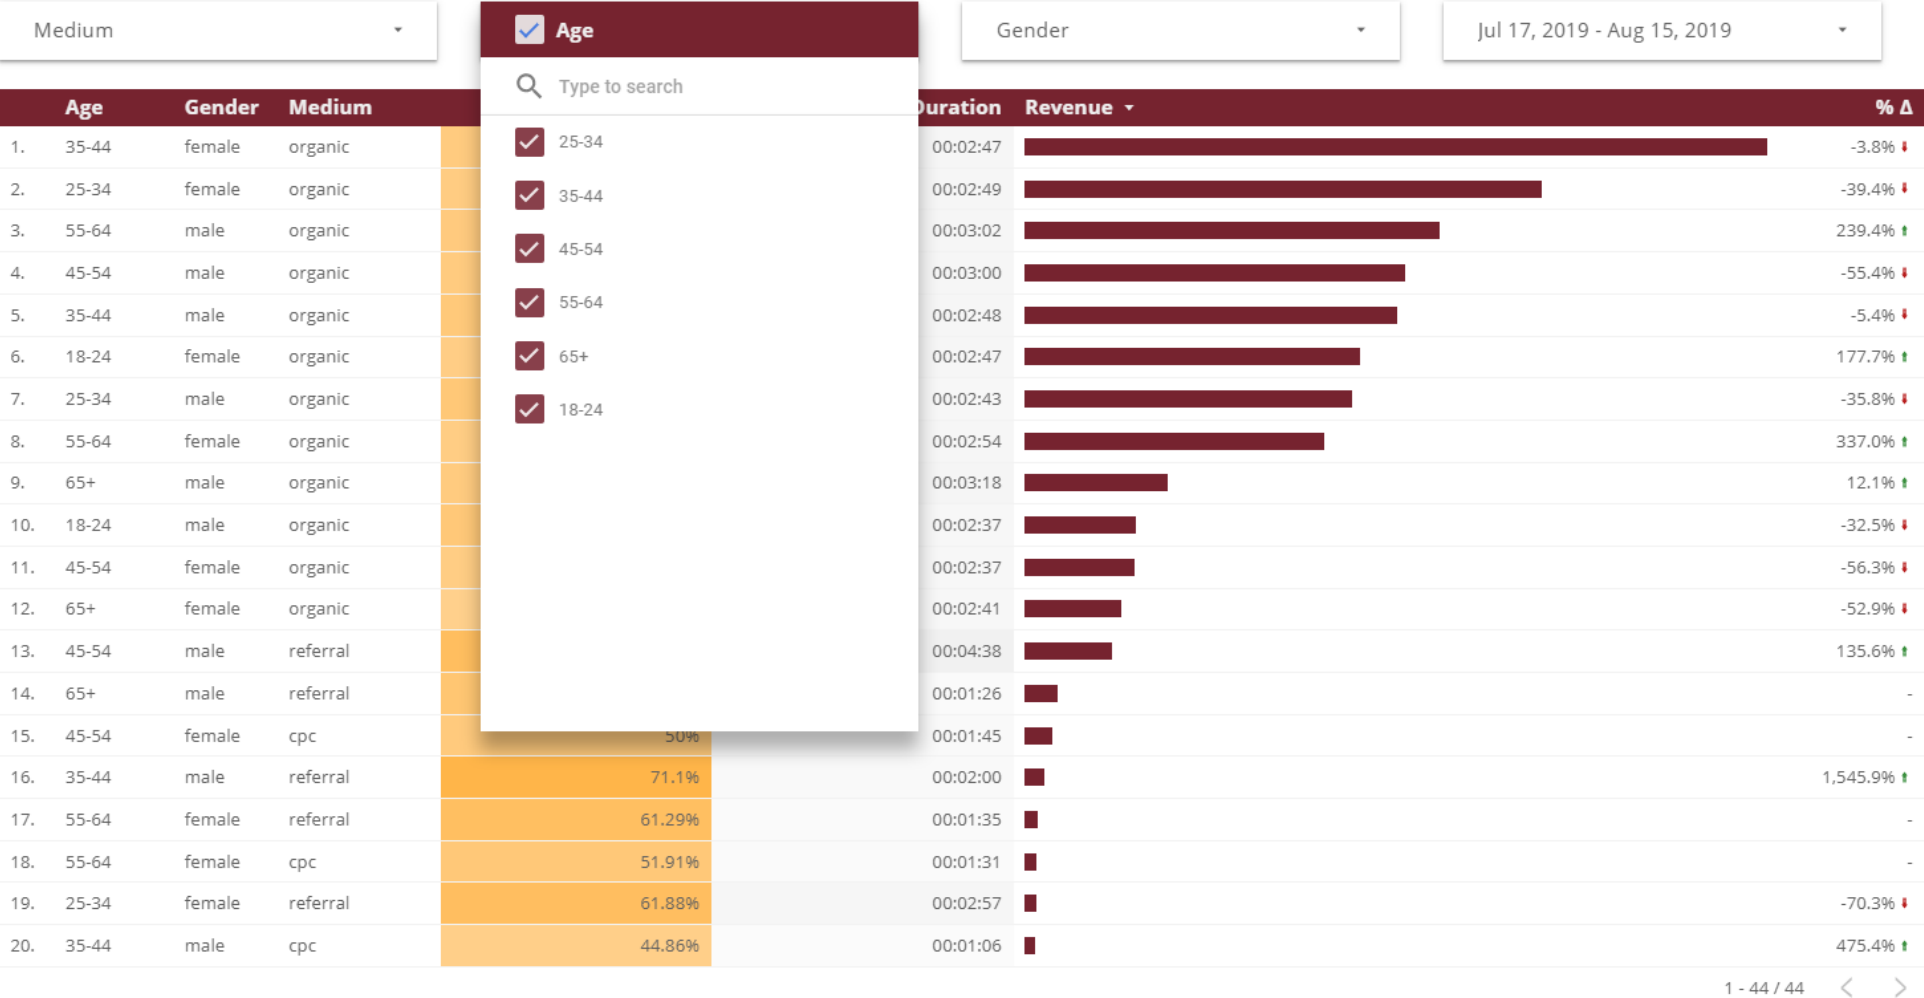 Medium
Age
Gender
Jul 17, 2019 - Aug 15, 2019
Type to search
25-34
35-44
45-54
55-64
65+
18-24
Age Gender Medium Duration Revenue % Δ
1. 35-44 female organic 00:02:47 -3.8%
2. 25-34 female organic 00:02:49 -39.4%
3. 55-64 male organic 00:03:02 239.4%
4. 45-54 male organic 00:03:00 -55.4%
5. 35-44 male organic 00:02:48 -5.4%
6. 18-24 female organic 00:02:47 177.7%
7. 25-34 male organic 00:02:43 -35.8%
8. 55-64 female organic 00:02:54 337.0%
9. 65+ male organic 00:03:18 12.1%
10. 18-24 male organic 00:02:37 -32.5%
11. 45-54 female organic 00:02:37 -56.3%
12. 65+ female organic 00:02:41 -52.9%
13. 45-54 male referral 00:04:38 135.6%
14. 65+ male referral 00:01:26 -
15. 45-54 female cpc 50% 00:01:45 -
16. 35-44 male referral 71.1% 00:02:00 1,545.9%
17. 55-64 female referral 61.29% 00:01:35 -
18. 55-64 female cpc 51.91% 00:01:31 -
19. 25-34 female referral 61.88% 00:02:57 -70.3%
20. 35-44 male cpc 44.86% 00:01:06 475.4%
1 - 44 / 44